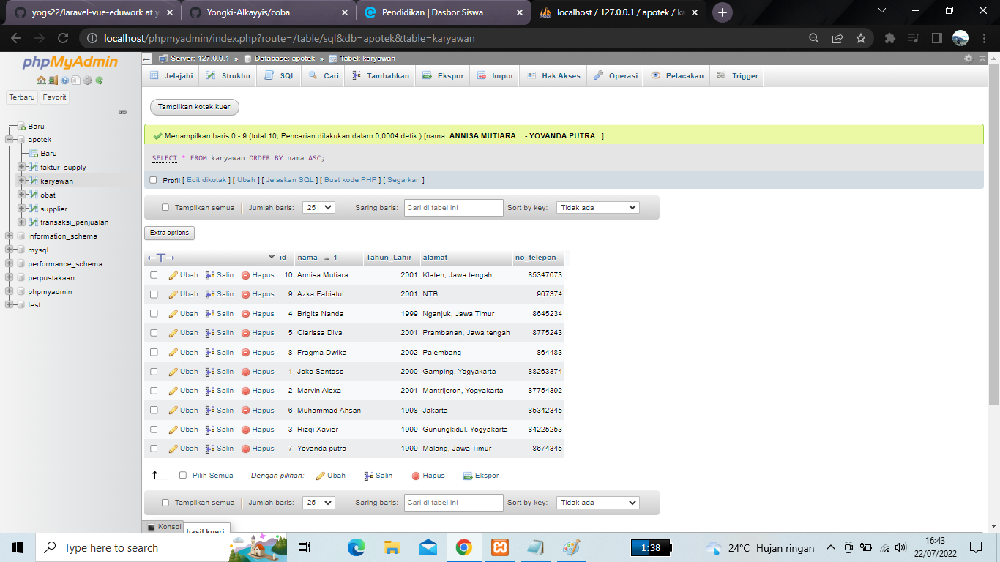 yogs22/laravel-vue-eduwork at y
Yongki-Alkayyis/coba
Pendidikan | Dasbor Siswa
localhost / 127.0.0.1 / apotek / ka
localhost/phpmyadmin/index.php?route=/table/sql&db=apotek&table=karyawan
phpMyAdmin
Terbaru Favorit
Baru
apotek
Baru
faktur_supply
karyawan
obat
supplier
transaksi_penjualan
information_schema
mysql
performance_schema
perpustakaan
phpmyadmin
test
Server: 127.0.0.1 » Database: apotek » Tabel: karyawan
Jelajahi Struktur SQL Cari Tambahkan Ekspor Impor Hak Akses Operasi Pelacakan Trigger
Tampilkan kotak kueri
Menampilkan baris 0 - 9 (total 10, Pencarian dilakukan dalam 0,0004 detik.) [nama: ANNISA MUTIARA... - YOVANDA PUTRA...]
SELECT * FROM karyawan ORDER BY nama ASC;
Profil [ Edit dikotak ] [ Ubah ] [ Jelaskan SQL ] [ Buat kode PHP ] [ Segarkan ]
Tampilkan semua Jumlah baris: 25 Saring baris: Cari di tabel ini Sort by key: Tidak ada
Extra options
←T→ id nama 1 Tahun_Lahir alamat no_telepon
Ubah Salin Hapus 10 Annisa Mutiara 2001 Klaten, Jawa tengah 85347673
Ubah Salin Hapus 9 Azka Fabiatul 2001 NTB 967374
Ubah Salin Hapus 4 Brigita Nanda 1999 Nganjuk, Jawa Timur 8645234
Ubah Salin Hapus 5 Clarissa Diva 2001 Prambanan, Jawa tengah 8775243
Ubah Salin Hapus 8 Fragma Dwika 2002 Palembang 864483
Ubah Salin Hapus 1 Joko Santoso 2000 Gamping, Yogyakarta 88263374
Ubah Salin Hapus 2 Marvin Alexa 2001 Mantrijeron, Yogyakarta 87754392
Ubah Salin Hapus 6 Muhammad Ahsan 1998 Jakarta 85342345
Ubah Salin Hapus 3 Rizqi Xavier 1999 Gunungkidul, Yogyakarta 84225253
Ubah Salin Hapus 7 Yovanda putra 1999 Malang, Jawa Timur 8674345
Pilih Semua Dengan pilihan: Ubah Salin Hapus Ekspor
Tampilkan semua Jumlah baris: 25 Saring baris: Cari di tabel ini Sort by key: Tidak ada
Konsol hasil kueri
Type here to search
1:38
24°C Hujan ringan
16:43
22/07/2022